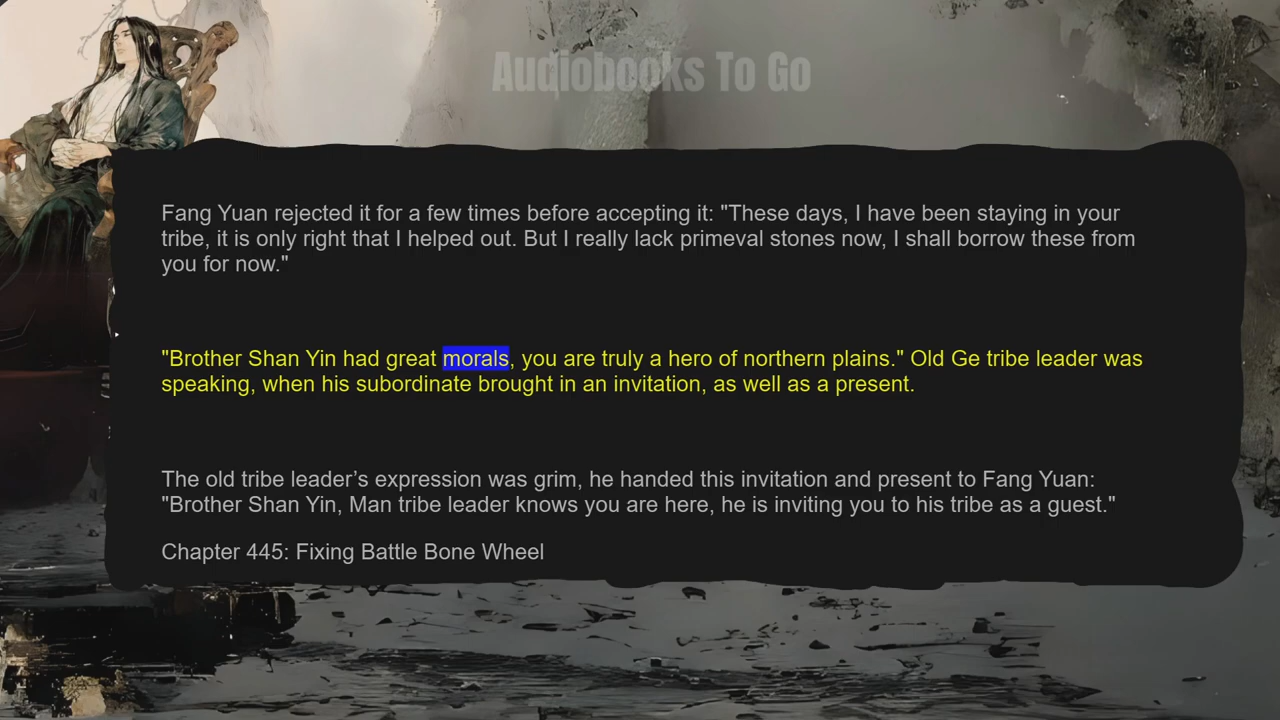 Audiobooks To Go
Fang Yuan rejected it for a few times before accepting it: "These days, I have been staying in your
tribe, it is only right that I helped out. But I really lack primeval stones now, I shall borrow these from
you for now."
"Brother Shan Yin had great morals, you are truly a hero of northern plains." Old Ge tribe leader was
speaking, when his subordinate brought in an invitation, as well as a present.
The old tribe leader’s expression was grim, he handed this invitation and present to Fang Yuan:
"Brother Shan Yin, Man tribe leader knows you are here, he is inviting you to his tribe as a guest."
Chapter 445: Fixing Battle Bone Wheel